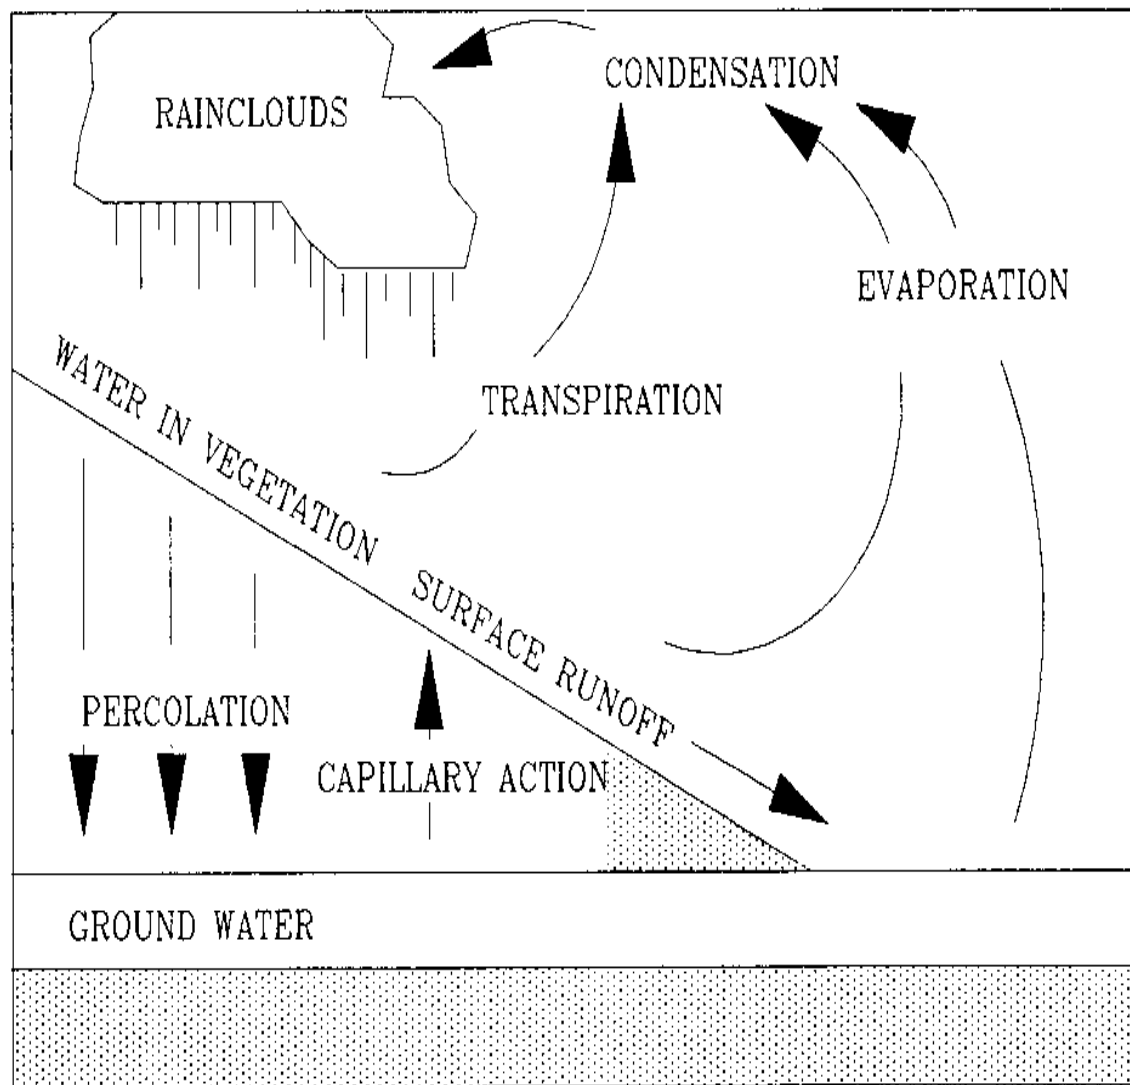 CONDENSATION
RAINCLOUDS
EVAPORATION
TRANSPIRATION
WATER IN VEGETATION
SURFACE RUNOFF
PERCOLATION
CAPILLARY ACTION
GROUND WATER